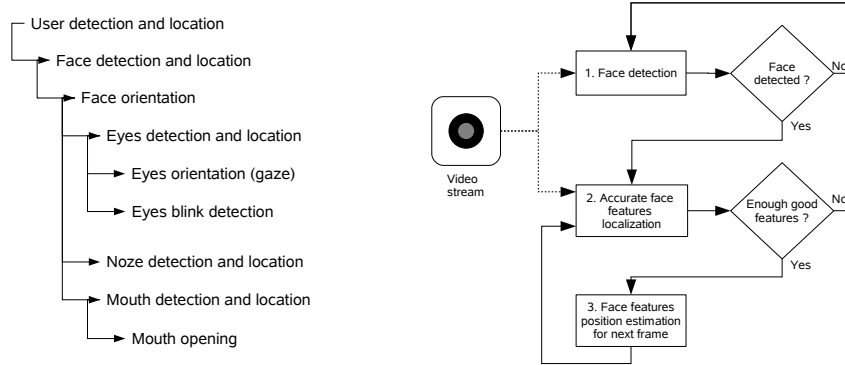 User detection and location
Face detection and location
Face orientation
Eyes detection and location
Eyes orientation (gaze)
Eyes blink detection
Noze detection and location
Mouth detection and location
Mouth opening
Video
stream
1. Face detection
Face
detected ?
No
Yes
2. Accurate face
features
localization
Enough good
features ?
No
Yes
3. Face features
position estimation
for next frame